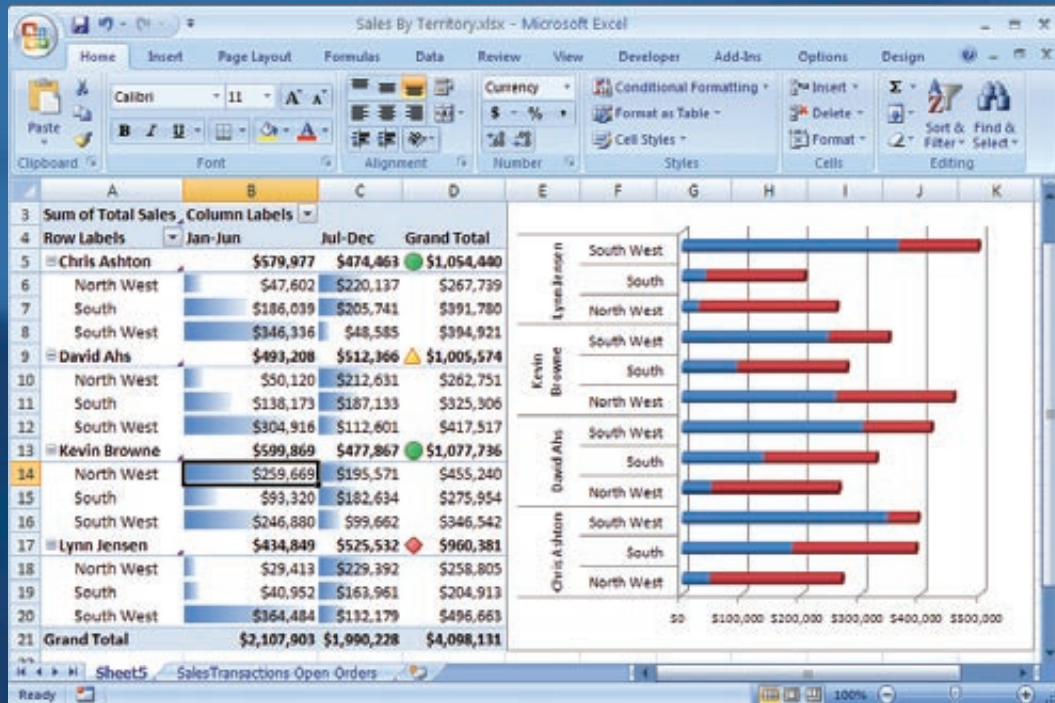 Sales By Territory.xlsx - Microsoft Excel
Home Insert Page Layout Formulas Data Review View Developer Add-Ins Options Design
Calibri 11 A A Currency Conditional Formatting Insert Σ
Paste B I U A $ % , Format as Table Delete Sort & Filter Find & Select
Cell Styles Format
Clipboard Font Alignment Number Styles Cells Editing
A B C D E F G H I J K
3 Sum of Total Sales Column Labels
4 Row Labels Jan-Jun Jul-Dec Grand Total
5 Chris Ashton $579,977 $474,463 $1,054,440
6 North West $47,602 $220,137 $267,739
7 South $186,039 $205,741 $391,780
8 South West $346,336 $48,585 $394,921
9 David Ahs $493,208 $512,366 $1,005,574
10 North West $50,120 $212,631 $262,751
11 South $138,173 $187,133 $325,306
12 South West $304,916 $112,601 $417,517
13 Kevin Browne $599,869 $477,867 $1,077,736
14 North West $259,669 $195,571 $455,240
15 South $93,320 $182,634 $275,954
16 South West $246,880 $99,662 $346,542
17 Lynn Jensen $434,849 $525,532 $960,381
18 North West $29,413 $229,392 $258,805
19 South $40,952 $163,961 $204,913
20 South West $364,484 $132,179 $496,663
21 Grand Total $2,107,903 $1,990,228 $4,098,131
Lynn Jensen
South West
South
North West
Kevin Browne
South West
South
North West
David Ahs
South West
South
North West
Chris Ashton
South West
South
North West
$0 $100,000 $200,000 $300,000 $400,000 $500,000
Sheet5 SalesTransactions Open Orders
Ready 100%